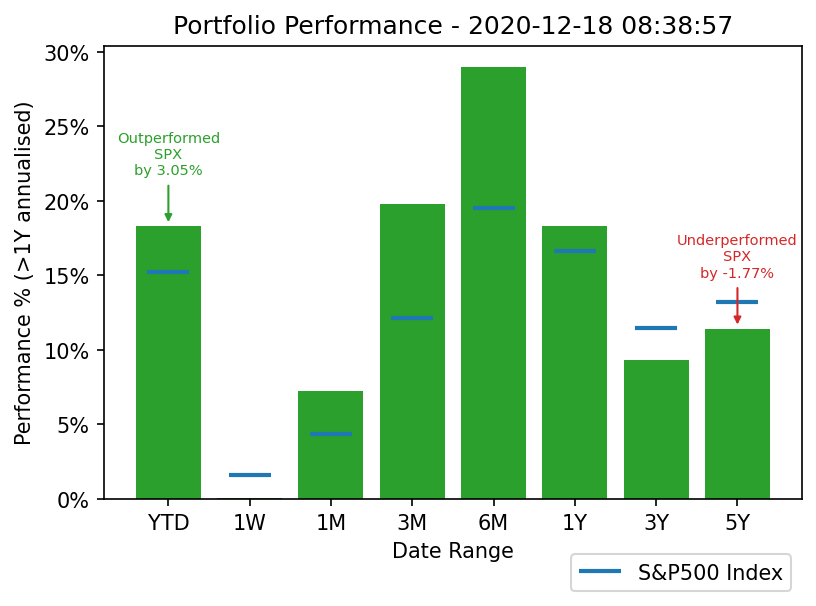 Portfolio Performance - 2020-12-18 08:38:57
Performance % (>1Y annualised)
30%
25%
20%
15%
10%
5%
0%
Outperformed
SPX
by 3.05%
Underperformed
SPX
by -1.77%
YTD 1W 1M 3M 6M 1Y 3Y 5Y
Date Range
S&P500 Index